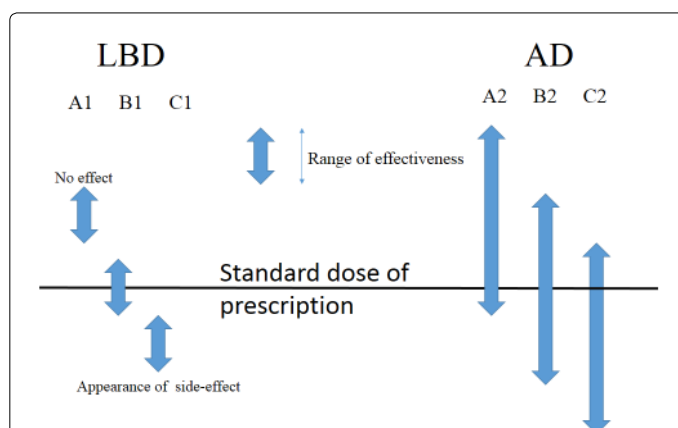 LBD
AD
A1 B1 C1
A2 B2 C2
Range of effectiveness
No effect
Standard dose of
prescription
Appearance of side-effect